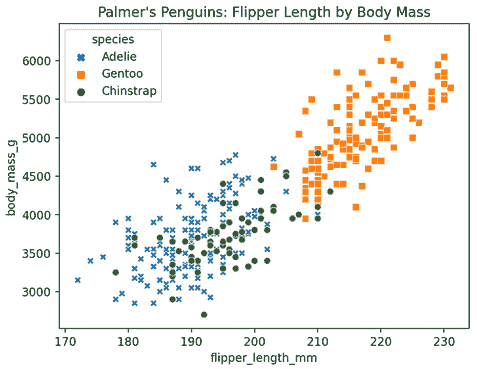 Palmer's Penguins: Flipper Length by Body Mass
species
Adelie
Gentoo
Chinstrap
body_mass_g
6000
5500
5000
4500
4000
3500
3000
170 180 190 200 210 220 230
flipper_length_mm